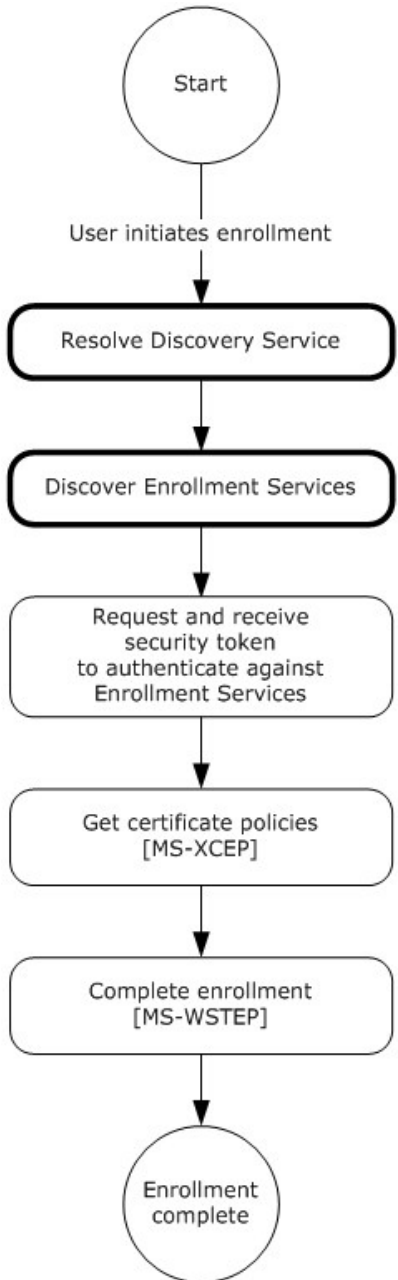 Start
User initiates enrollment
Resolve Discovery Service
Discover Enrollment Services
Request and receive
security token
to authenticate against
Enrollment Services
Get certificate policies
[MS-XCEP]
Complete enrollment
[MS-WSTEP]
Enrollment
complete